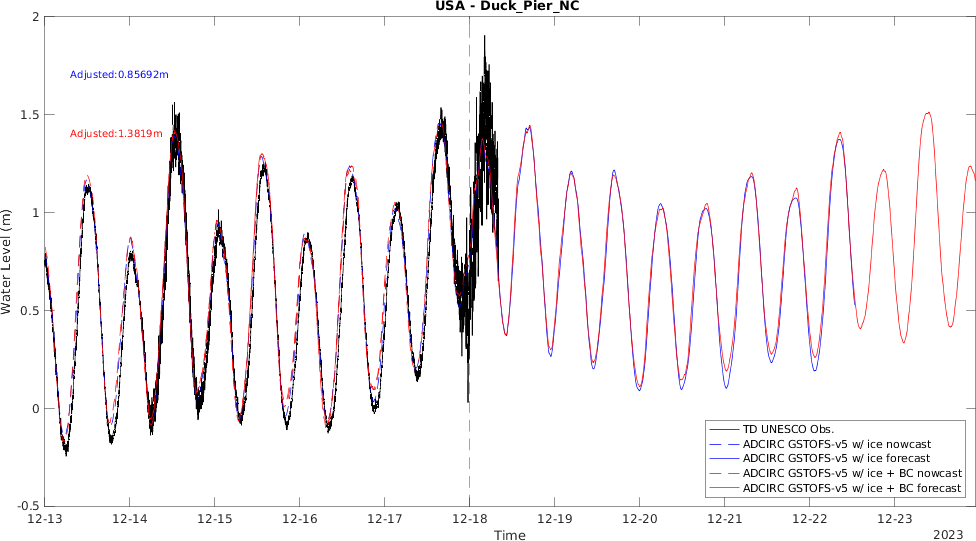 USA - Duck_Pier_NC
2
Adjusted:0.85692m
1.5
Adjusted:1.3819m
1
Water Level (m)
0.5
0
-0.5
TD UNESCO Obs.
ADCIRC GSTOFS-v5 w/ ice nowcast
ADCIRC GSTOFS-v5 w/ ice forecast
ADCIRC GSTOFS-v5 w/ ice + BC nowcast
ADCIRC GSTOFS-v5 w/ ice + BC forecast
12-13 12-14 12-15 12-16 12-17 12-18 12-19 12-20 12-21 12-22 12-23
Time
2023